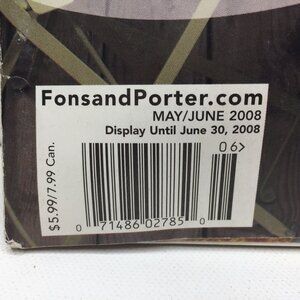 FonsandPorter.com
MAY/JUNE 2008
Display Until June 30, 2008
06>
$5.99/7.99 Can.
0 71486 02785 0